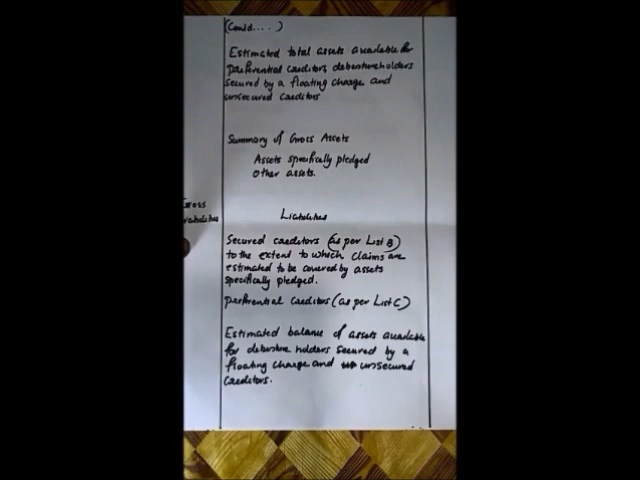 (Contd....)
Estimated total assets available for
preferential creditors, debentureholders
secured by a floating charge and
unsecured creditors
Summary of Gross Assets
Assets specifically pledged
other assets.
Gross
Liabilities
Liabilities
Secured creditors (as per List B)
to the extent to which claims are
estimated to be covered by assets
specifically pledged.
preferential creditors (as per List C)
Estimated balance of assets available
for debenture holders secured by a
floating charge and unsecured
creditors.